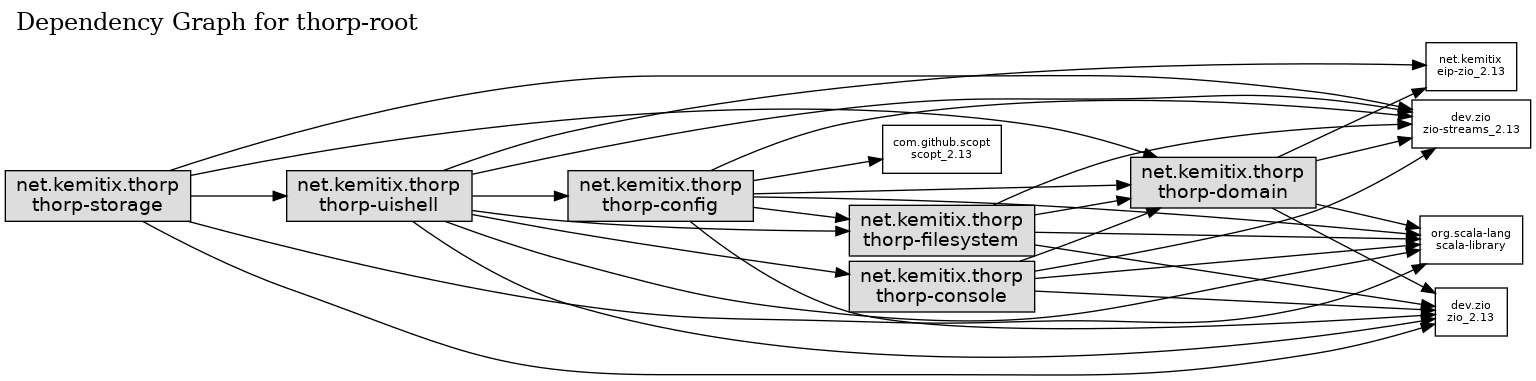 Dependency Graph for thorp-root
net.kemitix
eip-zio_2.13
dev.zio
zio-streams_2.13
com.github.scopt
scopt_2.13
net.kemitix.thorp
thorp-domain
net.kemitix.thorp
thorp-storage
net.kemitix.thorp
thorp-uishell
net.kemitix.thorp
thorp-config
net.kemitix.thorp
thorp-filesystem
org.scala-lang
scala-library
net.kemitix.thorp
thorp-console
dev.zio
zio_2.13